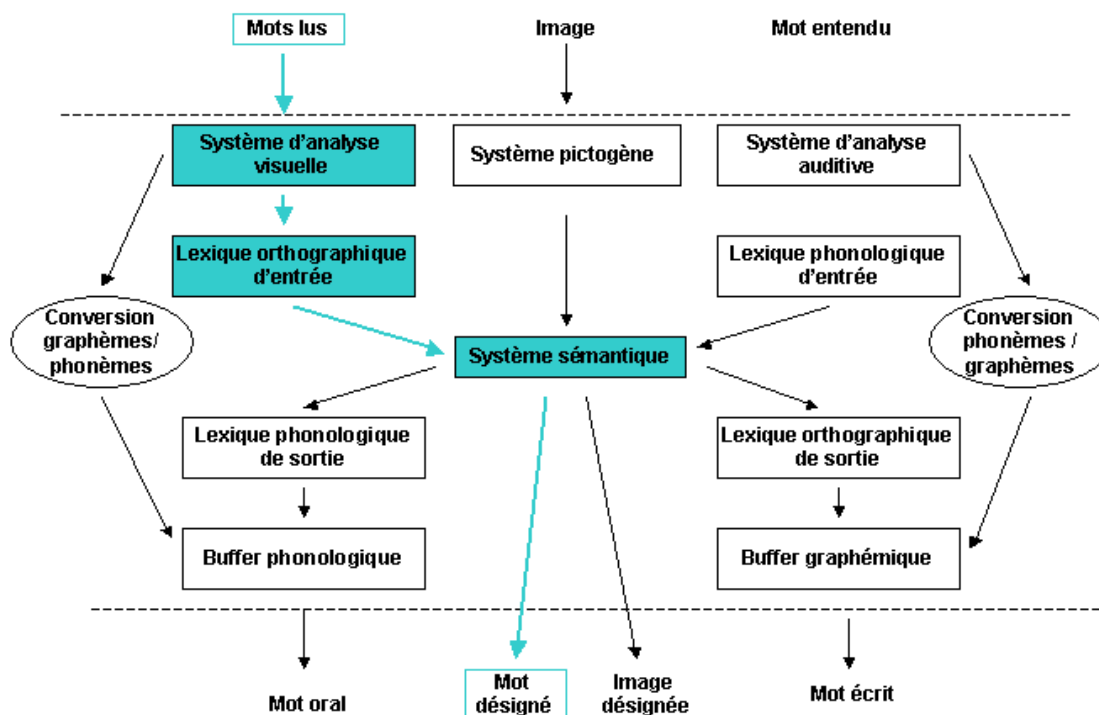 Mots lus
Image
Mot entendu
Système d'analyse
visuelle
Système pictogène
Système d'analyse
auditive
Lexique orthographique
d'entrée
Lexique phonologique
d'entrée
Conversion
graphèmes/
phonèmes
Système sémantique
Conversion
phonèmes /
graphèmes
Lexique phonologique
de sortie
Lexique orthographique
de sortie
Buffer phonologique
Buffer graphémique
Mot oral
Mot
désigné
Image
désignée
Mot écrit